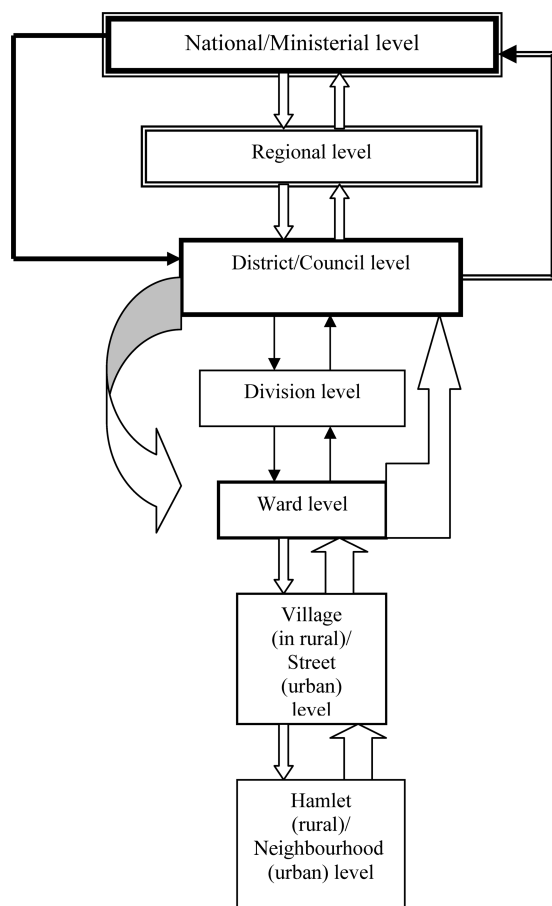 National/Ministerial level
Regional level
District/Council level
Division level
Ward level
Village
(in rural)/
Street
(urban)
level
Hamlet
(rural)/
Neighbourhood
(urban) level